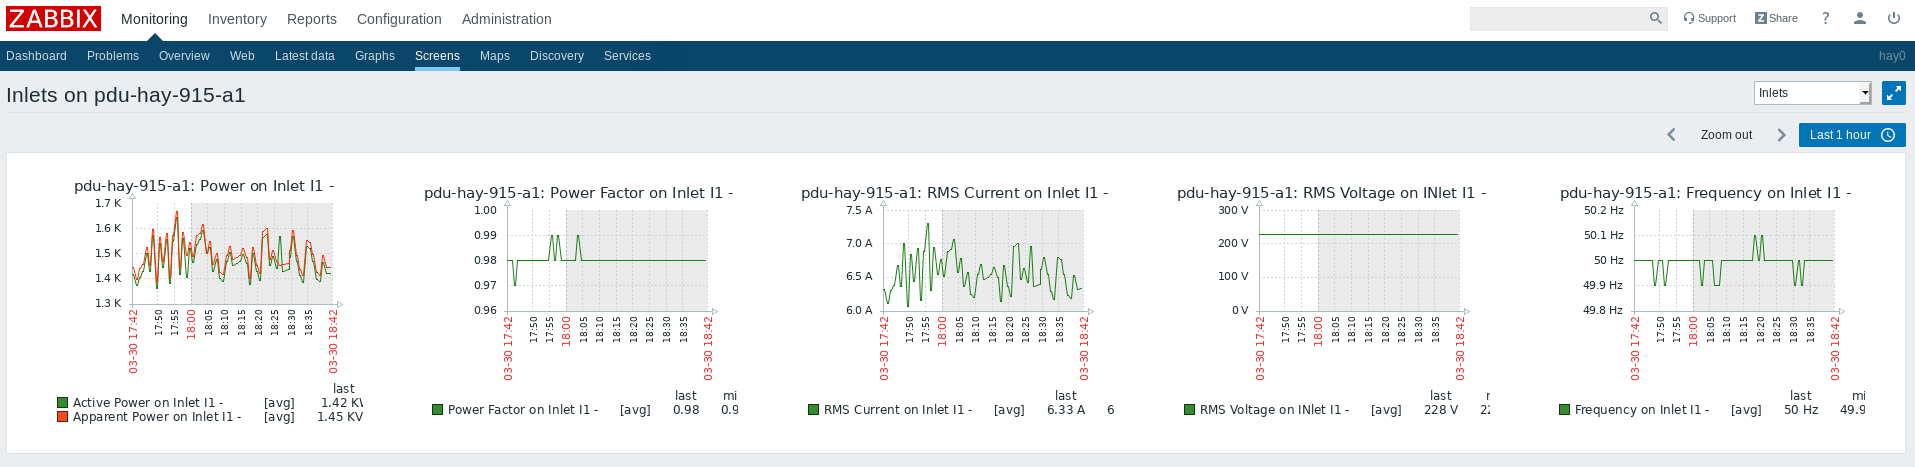 ZABBIX Monitoring Inventory Reports Configuration Administration Support Z Share ?
Dashboard Problems Overview Web Latest data Graphs Screens Maps Discovery Services hay0
Inlets on pdu-hay-915-a1 Inlets
Zoom out Last 1 hour
pdu-hay-915-a1: Power on Inlet I1 -
1.7 K
1.6 K
1.5 K
1.4 K
1.3 K
03-30 17:42 17:50 17:55 18:00 18:05 18:10 18:15 18:20 18:25 18:30 18:35 03-30 18:42
last
Active Power on Inlet I1 - [avg] 1.42 KV
Apparent Power on Inlet I1 - [avg] 1.45 KV
pdu-hay-915-a1: Power Factor on Inlet I1 -
1.00
0.99
0.98
0.97
0.96
03-30 17:42 17:50 17:55 18:00 18:05 18:10 18:15 18:20 18:25 18:30 18:35 03-30 18:42
last mi
Power Factor on Inlet I1 - [avg] 0.98 0.9
pdu-hay-915-a1: RMS Current on Inlet I1 -
7.5 A
7.0 A
6.5 A
6.0 A
03-30 17:42 17:50 17:55 18:00 18:05 18:10 18:15 18:20 18:25 18:30 18:35 03-30 18:42
last
RMS Current on Inlet I1 - [avg] 6.33 A 6
pdu-hay-915-a1: RMS Voltage on INlet I1 -
300 V
200 V
100 V
0 V
03-30 17:42 17:50 17:55 18:00 18:05 18:10 18:15 18:20 18:25 18:30 18:35 03-30 18:42
last m
RMS Voltage on INlet I1 - [avg] 228 V 22
pdu-hay-915-a1: Frequency on Inlet I1 -
50.2 Hz
50.1 Hz
50 Hz
49.9 Hz
49.8 Hz
03-30 17:42 17:50 17:55 18:00 18:05 18:10 18:15 18:20 18:25 18:30 18:35 03-30 18:42
last mi
Frequency on Inlet I1 - [avg] 50 Hz 49.9